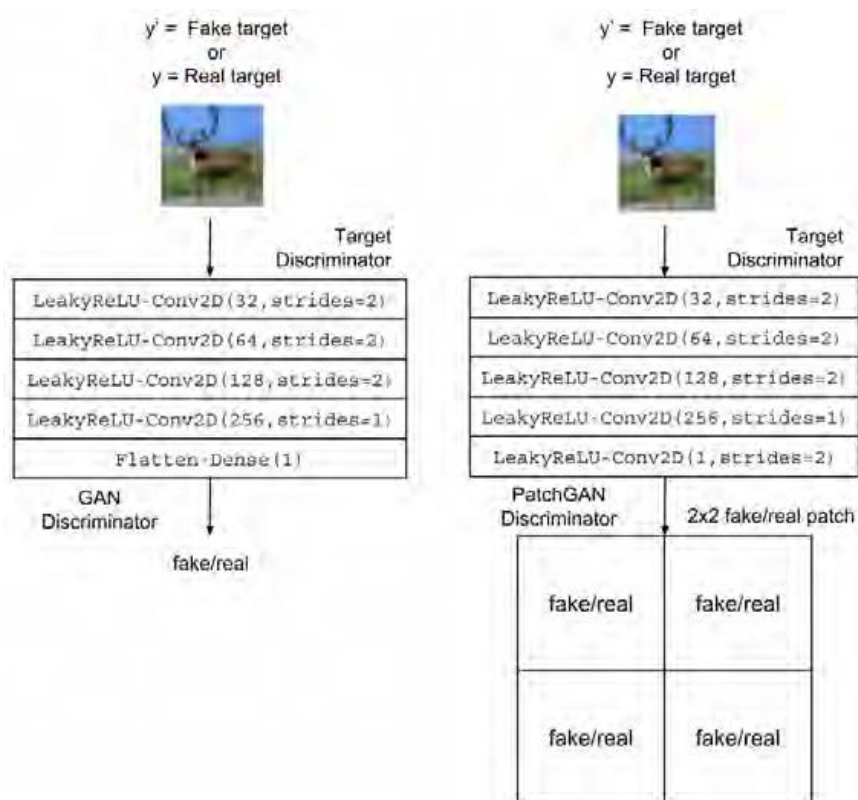 y' = Fake target
or
y = Real target
Target
Discriminator
LeakyReLU-Conv2D(32,strides=2)
LeakyReLU-Conv2D(64,strides=2)
LeakyReLU-Conv2D(128,strides=2)
LeakyReLU-Conv2D(256,strides=1)
Flatten-Dense(1)
GAN
Discriminator
fake/real
y' = Fake target
or
y = Real target
Target
Discriminator
LeakyReLU-Conv2D(32,strides=2)
LeakyReLU-Conv2D(64,strides=2)
LeakyReLU-Conv2D(128,strides=2)
LeakyReLU-Conv2D(256,strides=1)
LeakyReLU-Conv2D(1,strides=2)
PatchGAN
Discriminator
2x2 fake/real patch
fake/real
fake/real
fake/real
fake/real